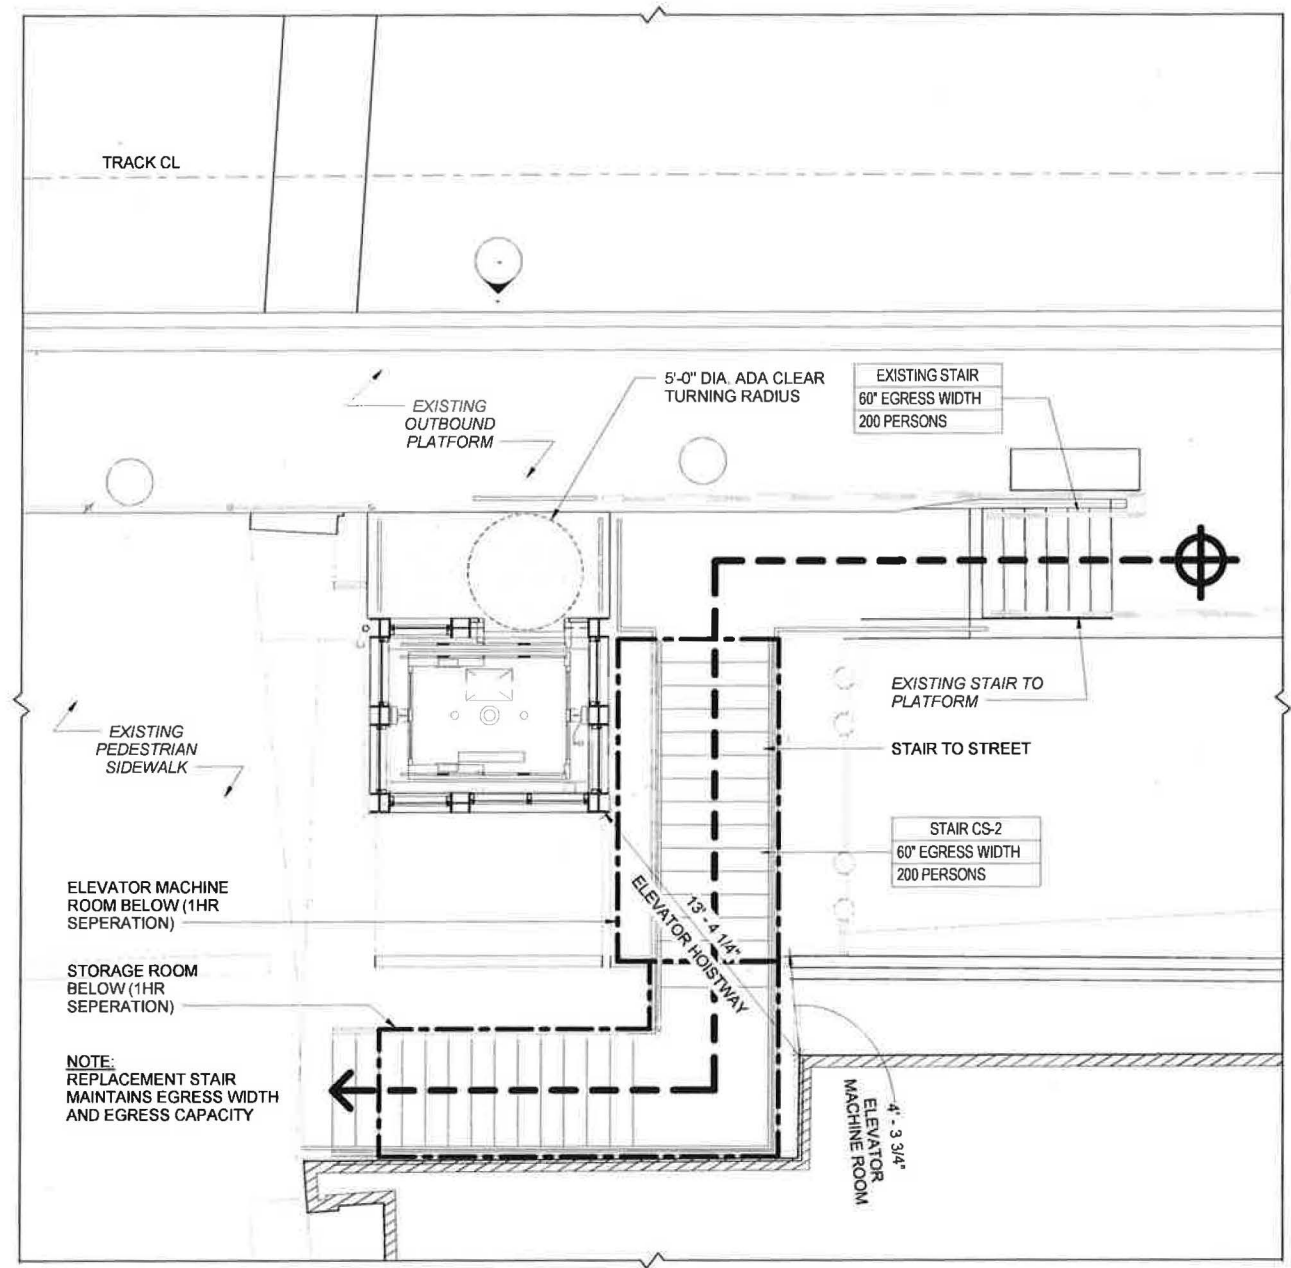 TRACK CL
5'-0" DIA. ADA CLEAR
TURNING RADIUS
EXISTING STAIR
60" EGRESS WIDTH
200 PERSONS
EXISTING
OUTBOUND
PLATFORM
EXISTING STAIR TO
PLATFORM
EXISTING
PEDESTRIAN
SIDEWALK
STAIR TO STREET
STAIR CS-2
60" EGRESS WIDTH
200 PERSONS
ELEVATOR MACHINE
ROOM BELOW (1HR
SEPERATION)
13' - 4 1/4"
ELEVATOR HOISTWAY
STORAGE ROOM
BELOW (1HR
SEPERATION)
NOTE:
REPLACEMENT STAIR
MAINTAINS EGRESS WIDTH
AND EGRESS CAPACITY
4' - 3 3/4"
ELEVATOR
MACHINE ROOM